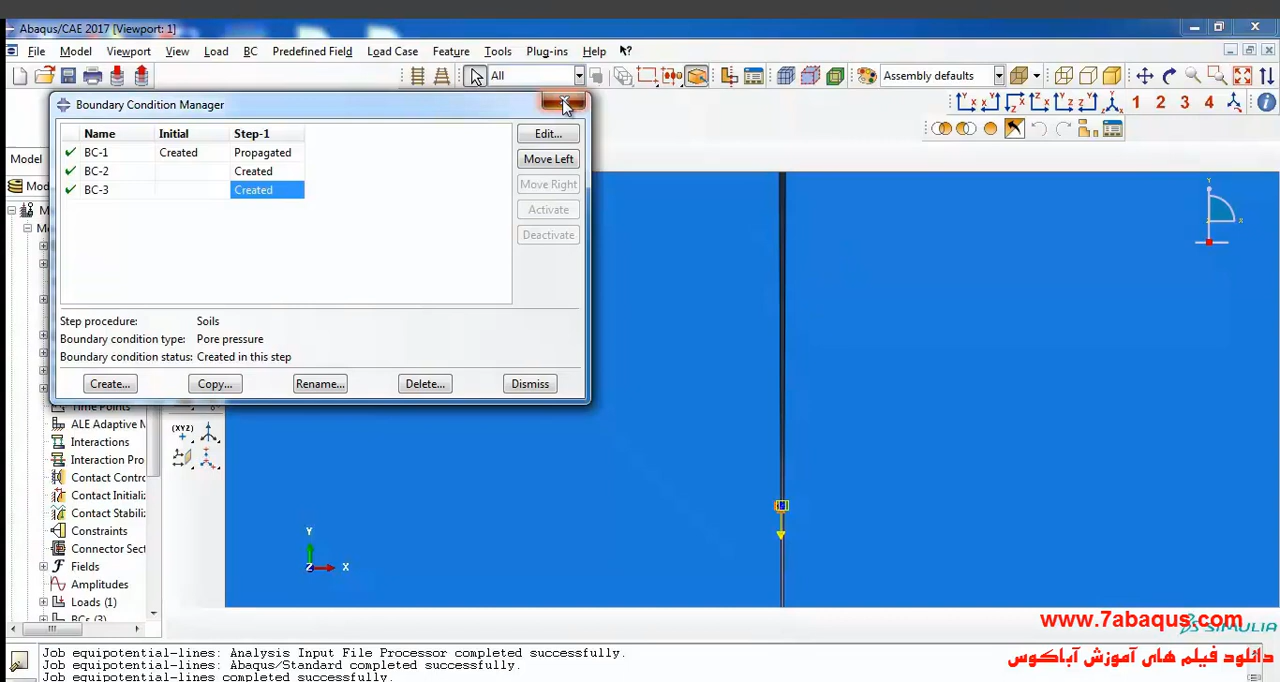 Abaqus/CAE 2017 [Viewport: 1]
File Model Viewport View Load BC Predefined Field Load Case Feature Tools Plug-ins Help
All
Assembly defaults
1 2 3 4
Boundary Condition Manager
Name Initial Step-1
BC-1 Created Propagated
BC-2 Created
BC-3 Created
Edit...
Move Left
Move Right
Activate
Deactivate
Step procedure: Soils
Boundary condition type: Pore pressure
Boundary condition status: Created in this step
Create... Copy... Rename... Delete... Dismiss
Model
Mod
M
Mo
Time Points
ALE Adaptive M
Interactions
Interaction Pro
Contact Contro
Contact Initializ
Contact Stabiliz
Constraints
Connector Sect
Fields
Amplitudes
Loads (1)
BCs (3)
(XYZ)
Y
X
Z
Y
X
www.7abaqus.com
SIMULIA
دانلود فیلم های آموزش آباکوس
Job equipotential-lines: Analysis Input File Processor completed successfully.
Job equipotential-lines: Abaqus/Standard completed successfully.
Job equipotential-lines completed successfully.